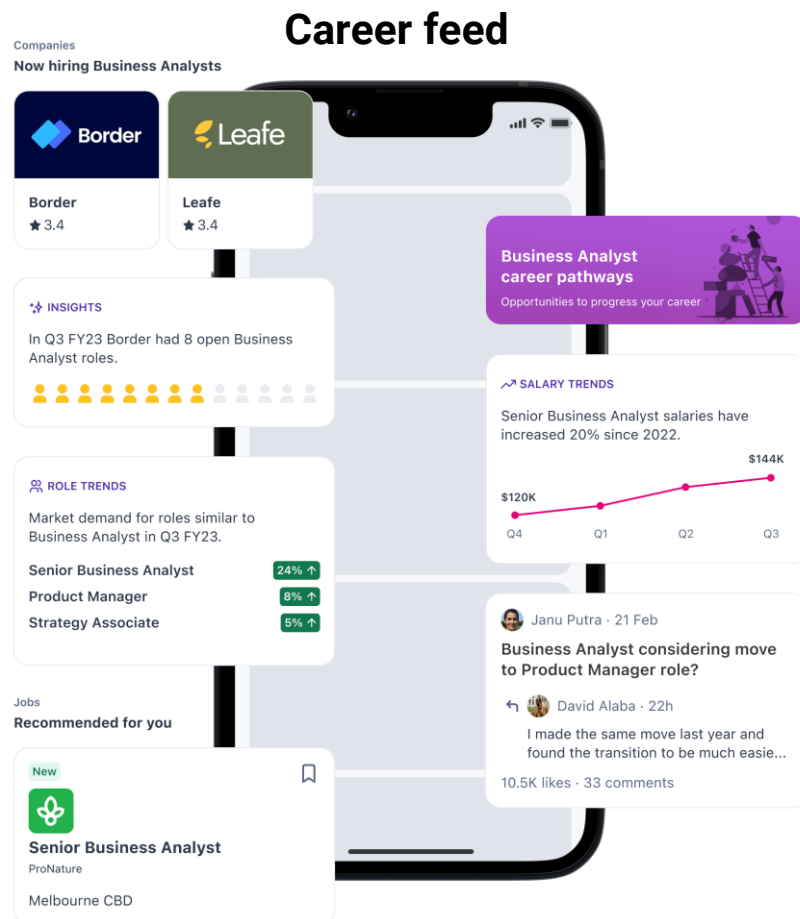 Career feed
Companies
Now hiring Business Analysts
Border
Leafe
Border
3.4
Leafe
3.4
INSIGHTS
In Q3 FY23 Border had 8 open Business
Analyst roles.
ROLE TRENDS
Market demand for roles similar to
Business Analyst in Q3 FY23.
Senior Business Analyst 24% ↑
Product Manager 8% ↑
Strategy Associate 5% ↑
Jobs
Recommended for you
New
Senior Business Analyst
ProNature
Melbourne CBD
Business Analyst
career pathways
Opportunities to progress your career
SALARY TRENDS
Senior Business Analyst salaries have
increased 20% since 2022.
$144K
$120K
Q4 Q1 Q2 Q3
Janu Putra · 21 Feb
Business Analyst considering move
to Product Manager role?
David Alaba · 22h
I made the same move last year and
found the transition to be much easie...
10.5K likes · 33 comments